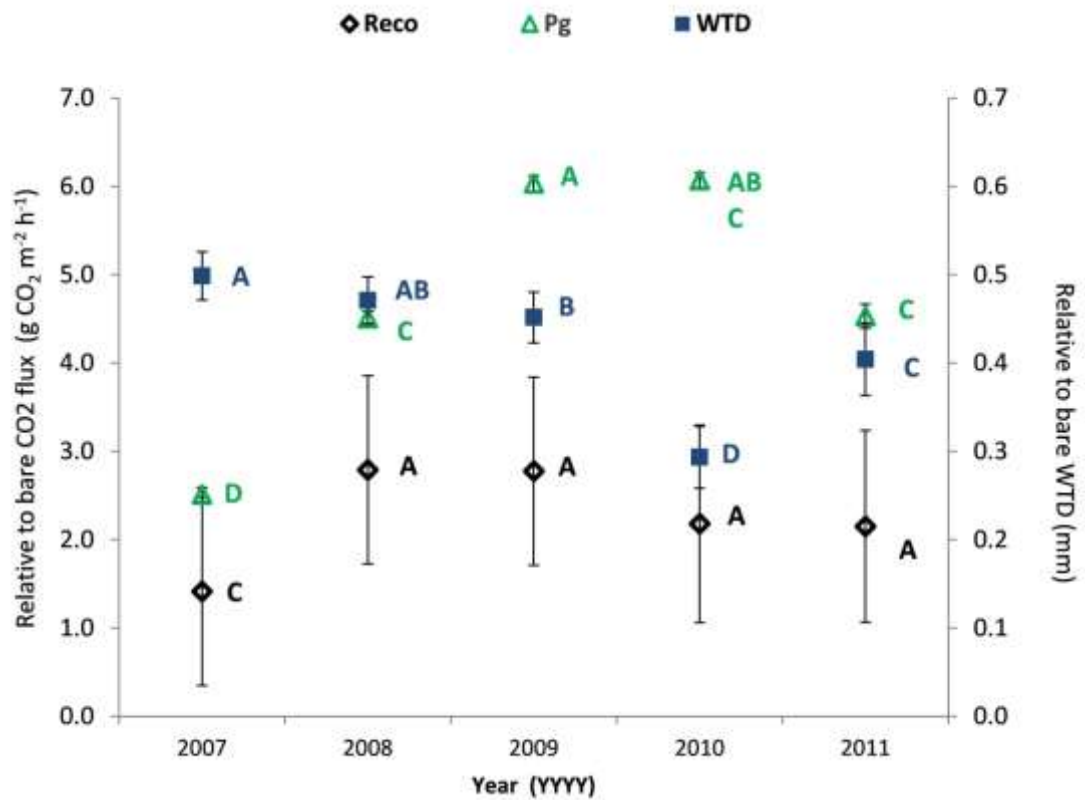 Reco Pg WTD
Relative to bare CO2 flux (g CO₂ m⁻² h⁻¹)
7.0
6.0
5.0
4.0
3.0
2.0
1.0
0.0
A
AB
C
A
AB
C
B
C
C
D
A
A
D
A
A
D
C
0.7
0.6
0.5
0.4
0.3
0.2
0.1
0.0
Relative to bare WTD (mm)
2007 2008 2009 2010 2011
Year (YYYY)